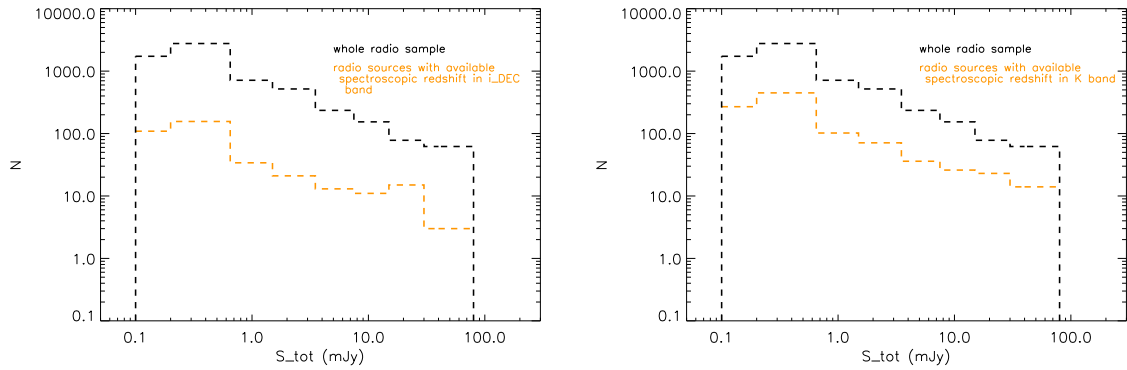 10000.0
1000.0
100.0
10.0
1.0
0.1
N
0.1
1.0
10.0
100.0
S_tot (mJy)
whole radio sample
radio sources with available
spectroscopic redshift in i_DEC
band
10000.0
1000.0
100.0
10.0
1.0
0.1
N
0.1
1.0
10.0
100.0
S_tot (mJy)
whole radio sample
radio sources with available
spectroscopic redshift in K band